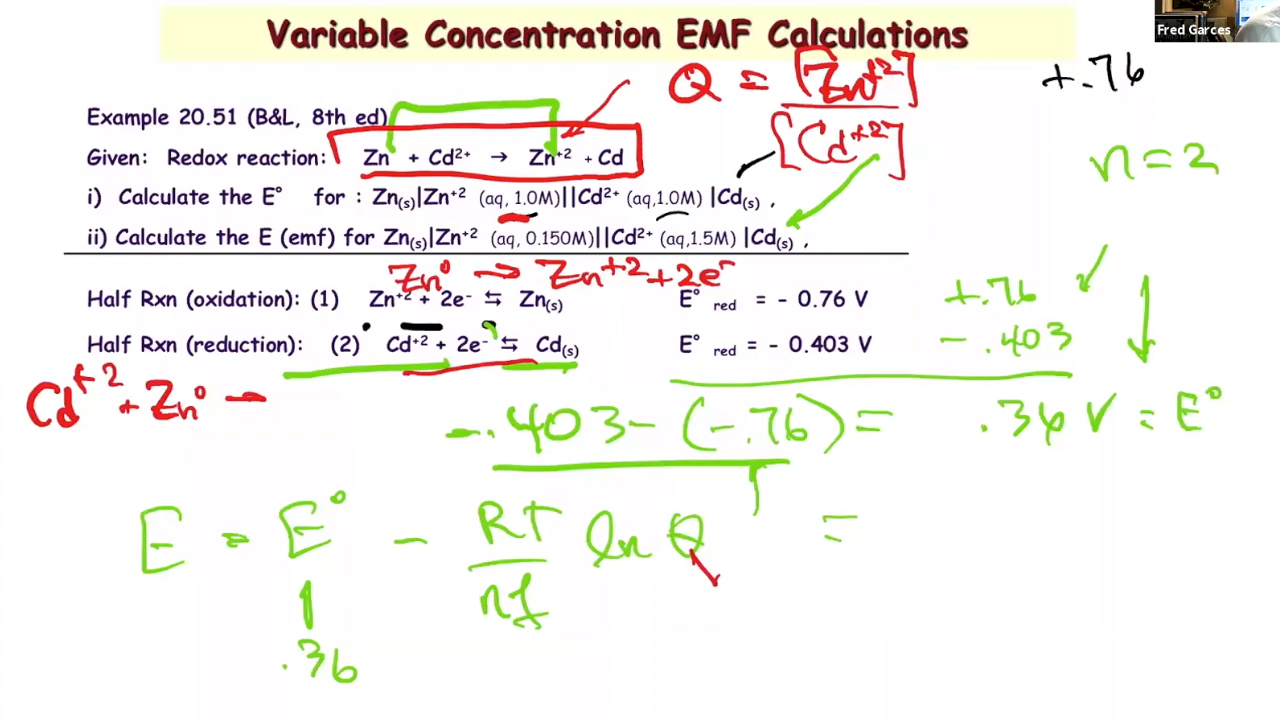 Variable Concentration EMF Calculations
Fred Garces
+.76
Q = [Zn+2]
[Cd+2]
n = 2
Example 20.51 (B&L, 8th ed)
Given: Redox reaction: Zn + Cd²⁺ → Zn⁺² + Cd
i) Calculate the E° for : Zn(s)|Zn⁺² (aq, 1.0M)||Cd²⁺ (aq,1.0M) |Cd(s) ,
ii) Calculate the E (emf) for Zn(s)|Zn⁺² (aq, 0.150M)||Cd²⁺ (aq,1.5M) |Cd(s) ,
Zn° → Zn+2 + 2e-
Half Rxn (oxidation): (1) Zn⁺² + 2e⁻ ⇆ Zn(s) E° red = - 0.76 V
+.76
Half Rxn (reduction): (2) Cd⁺² + 2e⁻ ⇆ Cd(s) E° red = - 0.403 V
- .403
Cd+2 + Zn° →
-.403 - (-.76) = .36 V = E°
E = E° - RT/nf ln Q =
.36